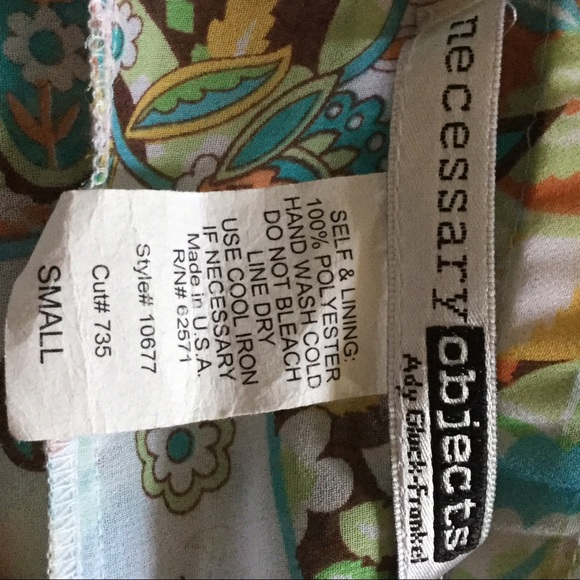 necessary objects
Ady Gluck-Frankel
SELF & LINING:
100% POLYESTER
HAND WASH COLD
DO NOT BLEACH
LINE DRY
USE COOL IRON
IF NECESSARY
Made in U.S.A.
R/N# 62571
Style# 10677
Cut# 735
SMALL